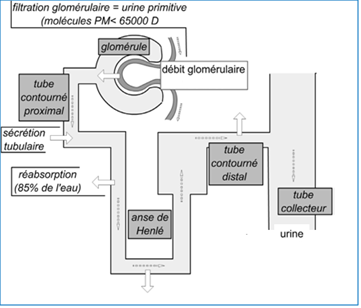 filtration glomérulaire = urine primitive
(molécules PM< 65000 D
glomérule
débit glomérulaire
tube
contourné
proximal
sécrétion
tubulaire
réabsorption
(85% de l'eau)
anse de
Henlé
tube
contourné
distal
tube
collecteur
urine